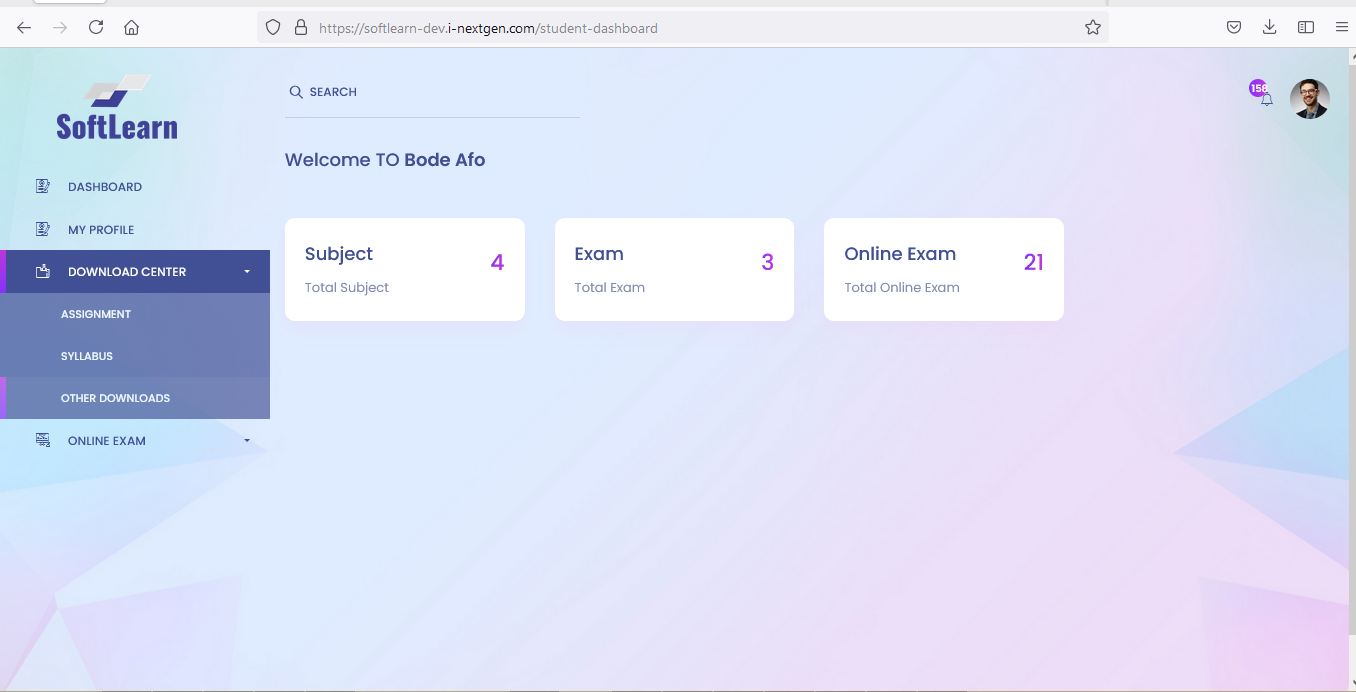 https://softlearn-dev.i-nextgen.com/student-dashboard
SoftLearn
SEARCH
158
Welcome TO Bode Afo
DASHBOARD
MY PROFILE
DOWNLOAD CENTER
ASSIGNMENT
SYLLABUS
OTHER DOWNLOADS
ONLINE EXAM
Subject
4
Total Subject
Exam
3
Total Exam
Online Exam
21
Total Online Exam